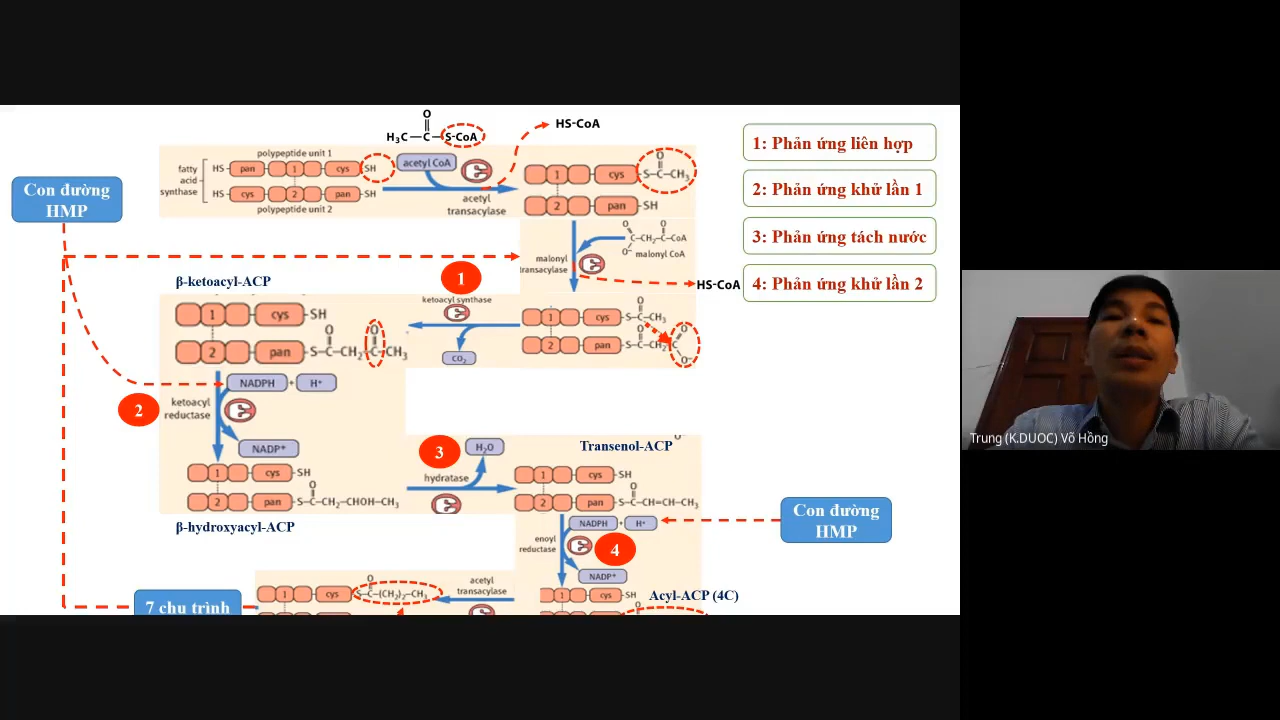 O
H₃C—C—S-CoA
HS-CoA
polypeptide unit 1
fatty acid synthase
HS pan 1 cys SH
HS cys 2 pan SH
polypeptide unit 2
acetyl CoA
acetyl transacylase
O
1 cys S—C—CH₃
2 pan SH
1: Phản ứng liên hợp
2: Phản ứng khử lần 1
3: Phản ứng tách nước
4: Phản ứng khử lần 2
Con đường
HMP
malonyl
transacylase
O O
C—CH₂—C—CoA
O⁻ malonyl CoA
HS-CoA
β-ketoacyl-ACP
1
ketoacyl synthase
CO₂
1 cys SH
O O
2 pan S—C—CH₂—C—CH₃
O
1 cys S—C—CH₃
O O
2 pan S—C—CH₂—C
O⁻
2
NADPH + H⁺
ketoacyl
reductase
NADP⁺
1 cys SH
O
2 pan S—C—CH₂—CHOH—CH₃
β-hydroxyacyl-ACP
3
H₂O
hydratase
Transenol-ACP
1 cys SH
O
2 pan S—C—CH=CH—CH₃
NADPH + H⁺
enoyl
reductase
4
NADP⁺
Con đường
HMP
1 cys SH
Acyl-ACP (4C)
acetyl
transacylase
O
1 cys S—C—(CH₂)₂—CH₃
7 chu trình
Trung (K.DUOC) Võ Hồng